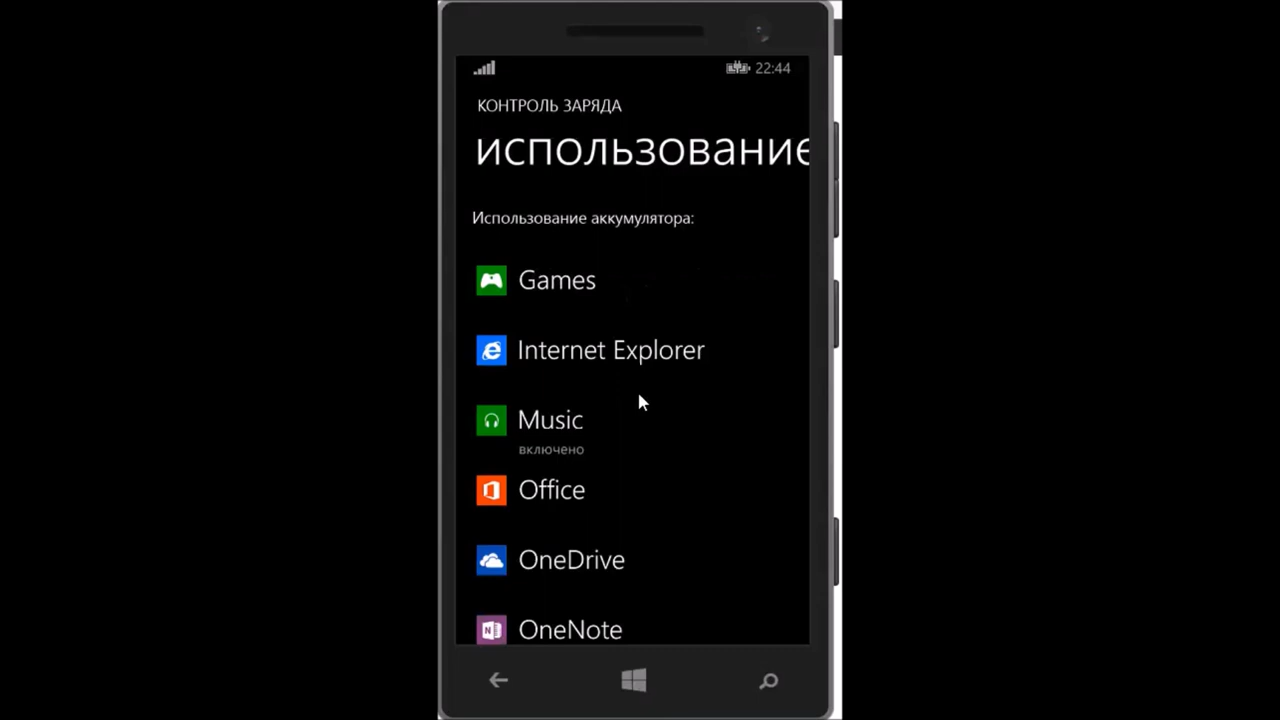 22:44
КОНТРОЛЬ ЗАРЯДА
использование
Использование аккумулятора:
Games
Internet Explorer
Music
включено
Office
OneDrive
OneNote